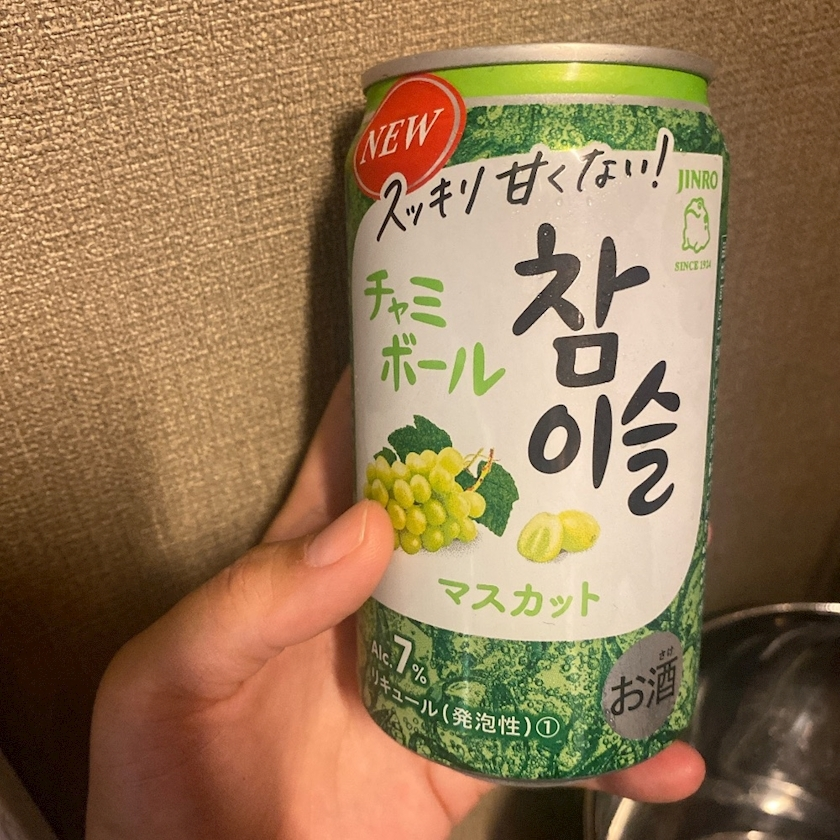 NEW
スッキリ 甘くない!
JINRO
SINCE 1924
チャミ
ボール
참
이슬
マスカット
Alc.7%
リキュール(発泡性)①
さけ
お酒